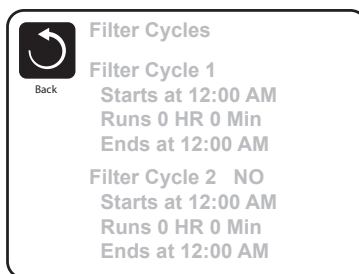 Filter Cycles
Back
Filter Cycle 1
Starts at 12:00 AM
Runs 0 HR 0 Min
Ends at 12:00 AM
Filter Cycle 2 NO
Starts at 12:00 AM
Runs 0 HR 0 Min
Ends at 12:00 AM